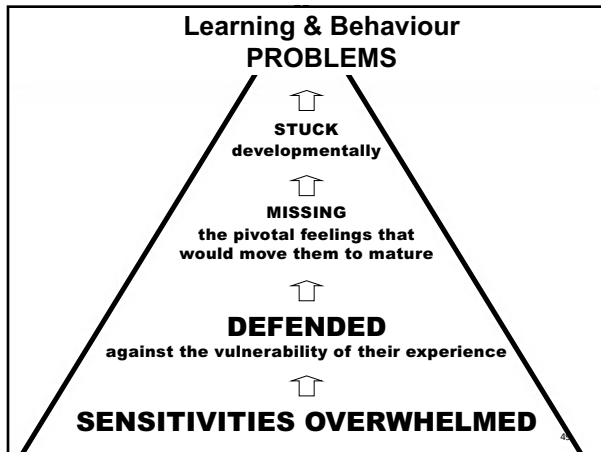 Learning & Behaviour
PROBLEMS
STUCK
developmentally
MISSING
the pivotal feelings that
would move them to mature
DEFENDED
against the vulnerability of their experience
SENSITIVITIES OVERWHELMED